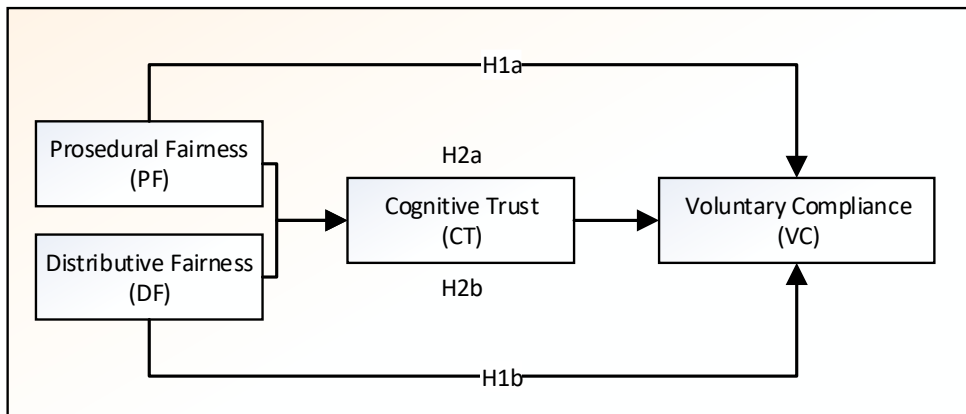 H1a
Prosedural Fairness
(PF)
H2a
Cognitive Trust
(CT)
Voluntary Compliance
(VC)
Distributive Fairness
(DF)
H2b
H1b